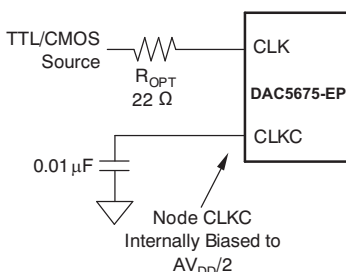 TTL/CMOS
Source
R_OPT
22 Ω
CLK
DAC5675-EP
CLKC
0.01 μF
Node CLKC
Internally Biased to
AV_DD/2